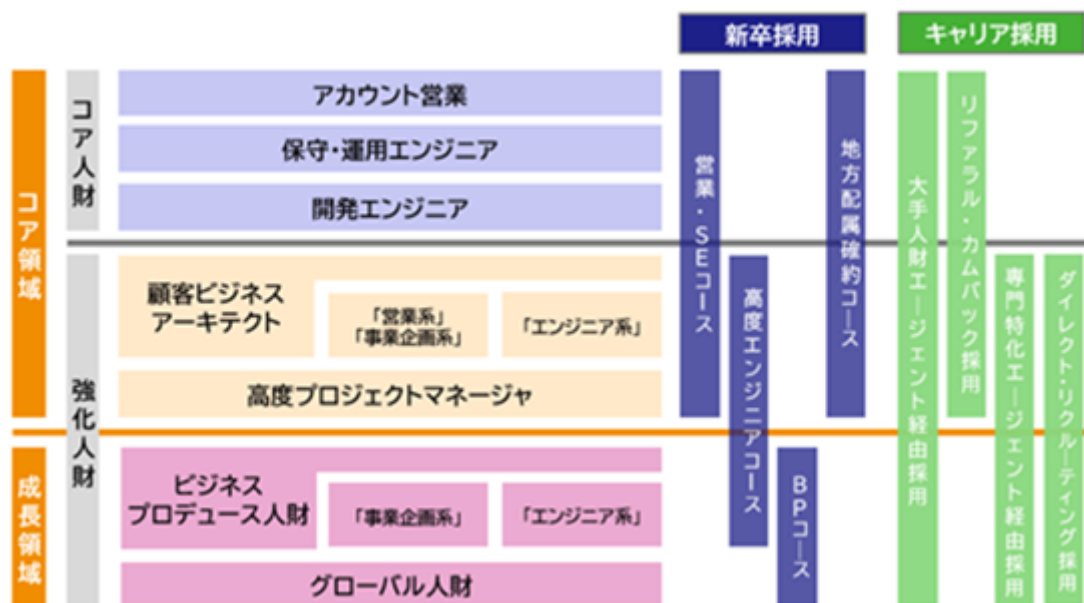 新卒採用
キャリア採用
コア領域
成長領域
コア人財
強化人財
アカウント営業
保守・運用エンジニア
開発エンジニア
顧客ビジネス
アーキテクト
「営業系」
「事業企画系」
「エンジニア系」
高度プロジェクトマネージャ
ビジネス
プロデュース人財
「事業企画系」
「エンジニア系」
グローバル人財
営業・SEコース
高度エンジニアコース
BPコース
地方配属確約コース
大手人財エージェント経由採用
リファラル・カムバック採用
専門特化エージェント経由採用
ダイレクト・リクルーティング採用